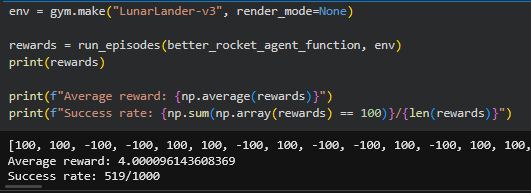 env = gym.make("LunarLander-v3", render_mode=None)
rewards = run_episodes(better_rocket_agent_function, env)
print(rewards)
print(f"Average reward: {np.average(rewards)}")
print(f"Success rate: {np.sum(np.array(rewards) == 100)}/{len(rewards)}")
[100, 100, -100, -100, 100, -100, 100, -100, -100, 100, -100, 100, 100,
Average reward: 4.000096143608369
Success rate: 519/1000